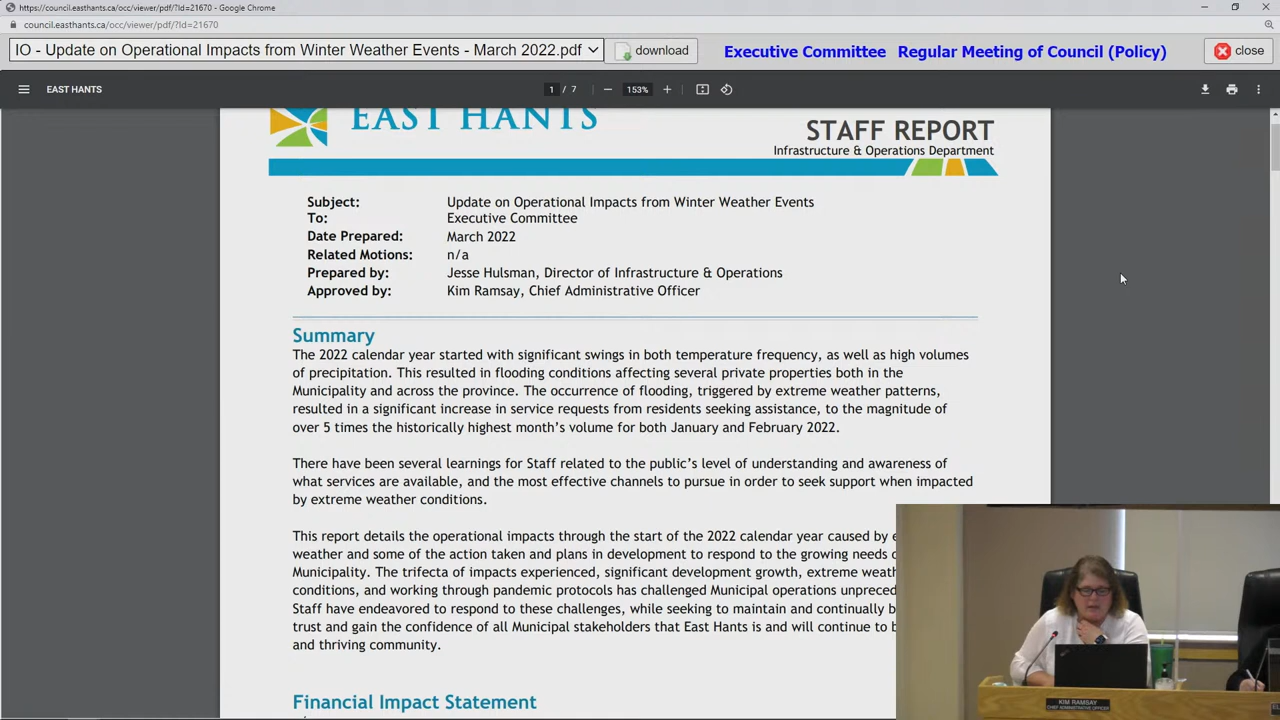 https://council.easthants.ca/occ/viewer/pdf/?Id=21670 - Google Chrome
council.easthants.ca/occ/viewer/pdf/?Id=21670
IO - Update on Operational Impacts from Winter Weather Events - March 2022.pdf
download
Executive Committee Regular Meeting of Council (Policy)
close
EAST HANTS
1 / 7
153%
EAST HANTS
STAFF REPORT
Infrastructure & Operations Department
Subject: Update on Operational Impacts from Winter Weather Events
To: Executive Committee
Date Prepared: March 2022
Related Motions: n/a
Prepared by: Jesse Hulsman, Director of Infrastructure & Operations
Approved by: Kim Ramsay, Chief Administrative Officer
Summary
The 2022 calendar year started with significant swings in both temperature frequency, as well as high volumes
of precipitation. This resulted in flooding conditions affecting several private properties both in the
Municipality and across the province. The occurrence of flooding, triggered by extreme weather patterns,
resulted in a significant increase in service requests from residents seeking assistance, to the magnitude of
over 5 times the historically highest month's volume for both January and February 2022.
There have been several learnings for Staff related to the public's level of understanding and awareness of
what services are available, and the most effective channels to pursue in order to seek support when impacted
by extreme weather conditions.
This report details the operational impacts through the start of the 2022 calendar year caused by
weather and some of the action taken and plans in development to respond to the growing needs
Municipality. The trifecta of impacts experienced, significant development growth, extreme
conditions, and working through pandemic protocols has challenged Municipal operations
Staff have endeavored to respond to these challenges, while seeking to maintain and continually
trust and gain the confidence of all Municipal stakeholders that East Hants is and will continue to
and thriving community.
Financial Impact Statement
KIM RAMSAY
CHIEF ADMINISTRATIVE OFFICER